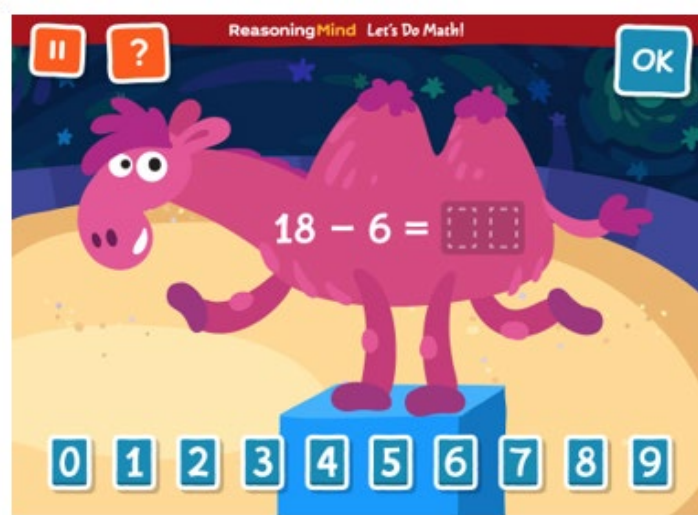 ReasoningMind Let's Do Math!
?
OK
18 – 6 =
0 1 2 3 4 5 6 7 8 9